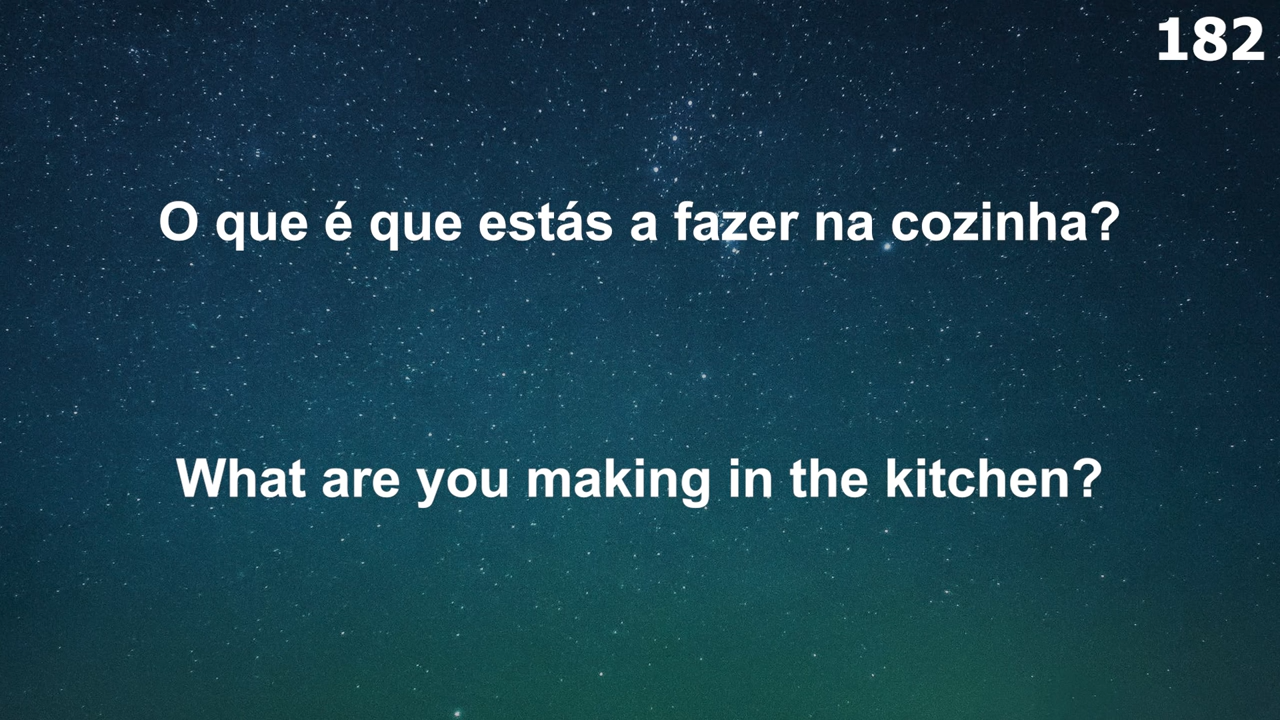 182
O que é que estás a fazer na cozinha?
What are you making in the kitchen?